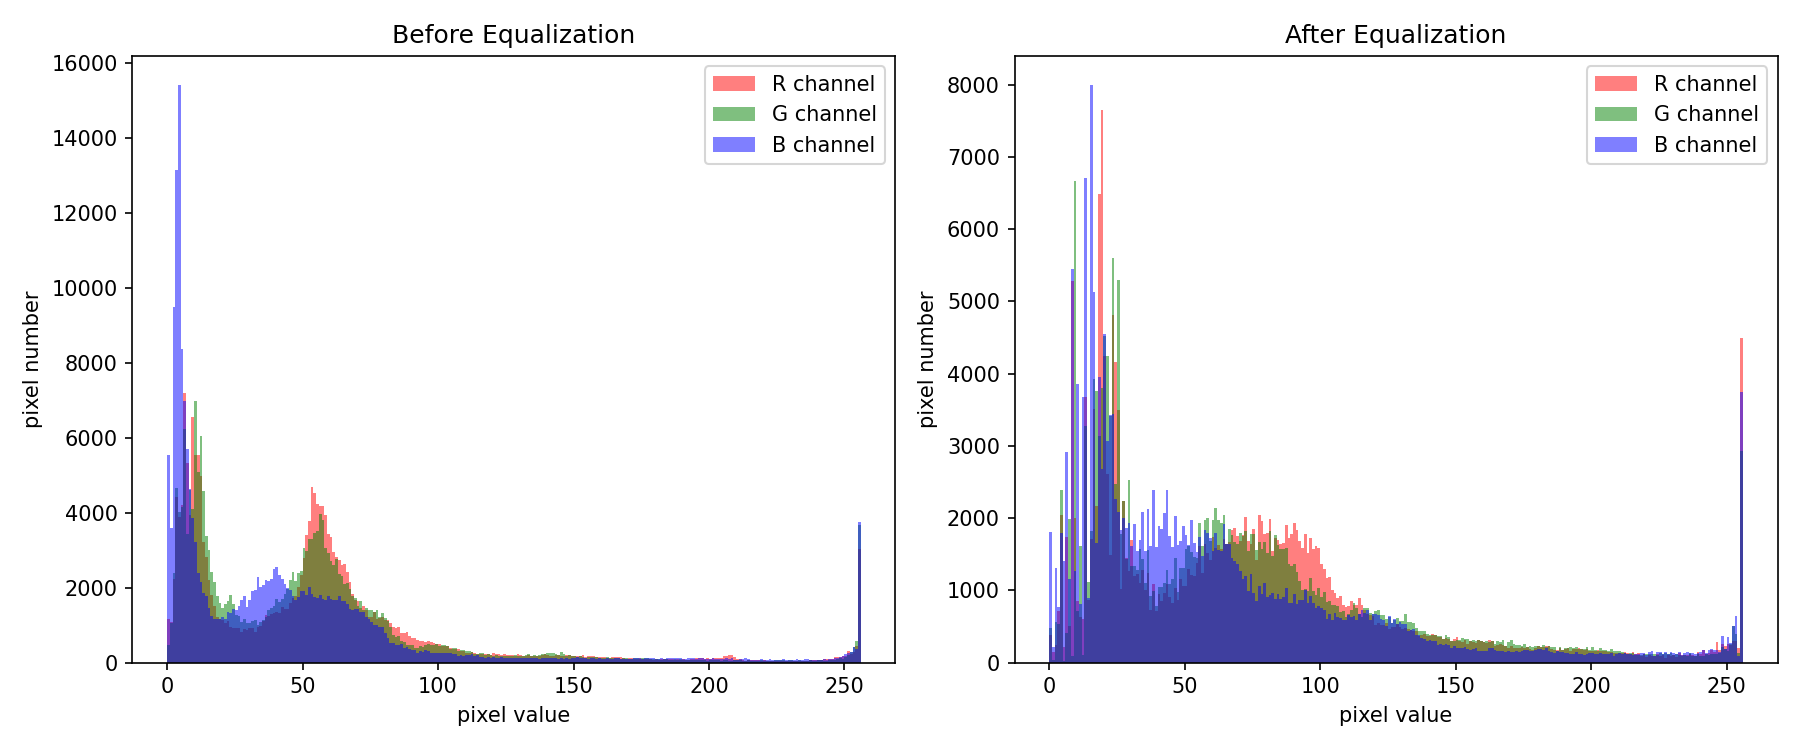 Before Equalization
16000
14000
12000
10000
8000
6000
4000
2000
0
pixel number
0 50 100 150 200 250
pixel value
R channel
G channel
B channel
After Equalization
8000
7000
6000
5000
4000
3000
2000
1000
0
pixel number
0 50 100 150 200 250
pixel value
R channel
G channel
B channel